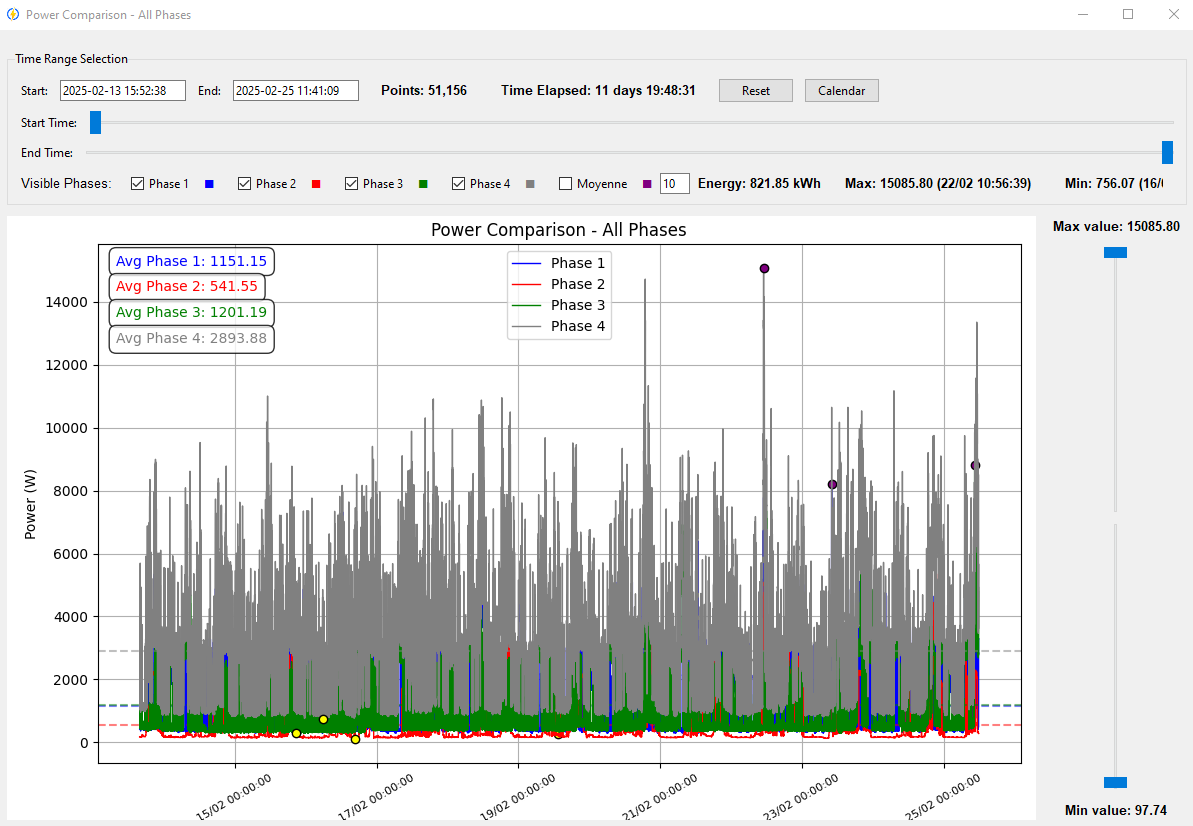 Power Comparison - All Phases
Time Range Selection
Start: 2025-02-13 15:52:38 End: 2025-02-25 11:41:09 Points: 51,156 Time Elapsed: 11 days 19:48:31 Reset Calendar
Start Time:
End Time:
Visible Phases: Phase 1 Phase 2 Phase 3 Phase 4 Moyenne 10 Energy: 821.85 kWh Max: 15085.80 (22/02 10:56:39) Min: 756.07 (16/
Max value: 15085.80
Power Comparison - All Phases
Avg Phase 1: 1151.15
Avg Phase 2: 541.55
Avg Phase 3: 1201.19
Avg Phase 4: 2893.88
Phase 1
Phase 2
Phase 3
Phase 4
14000
12000
10000
8000
6000
4000
2000
0
Power (W)
15/02 00:00:00
17/02 00:00:00
19/02 00:00:00
21/02 00:00:00
23/02 00:00:00
25/02 00:00:00
Min value: 97.74